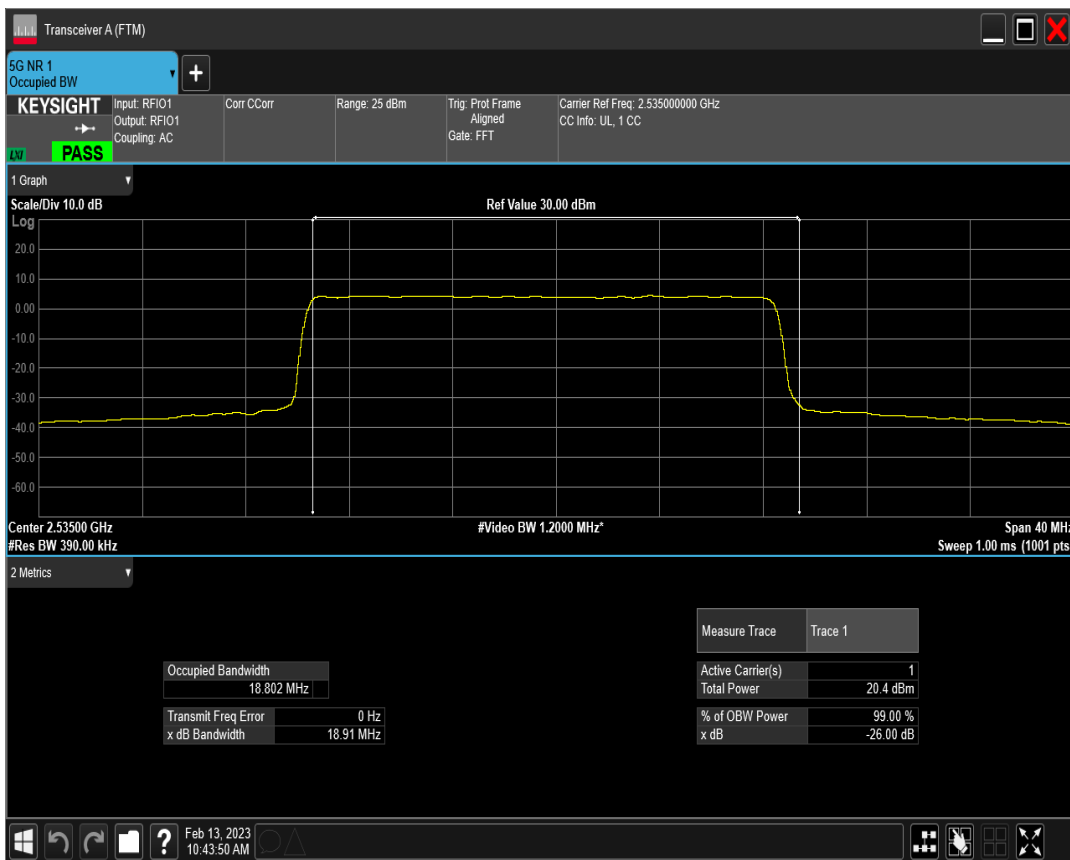 Transceiver A (FTM)
5G NR 1
Occupied BW
+
KEYSIGHT
LXI
PASS
Input: RFIO1
Output: RFIO1
Coupling: AC
Corr CCorr
Range: 25 dBm
Trig: Prot Frame
Aligned
Gate: FFT
Carrier Ref Freq: 2.535000000 GHz
CC Info: UL, 1 CC
1 Graph
Scale/Div 10.0 dB
Ref Value 30.00 dBm
Log
20.0
10.0
0.00
-10.0
-20.0
-30.0
-40.0
-50.0
-60.0
Center 2.53500 GHz
#Video BW 1.2000 MHz*
Span 40 MHz
#Res BW 390.00 kHz
Sweep 1.00 ms (1001 pts
2 Metrics
Measure Trace Trace 1
Occupied Bandwidth
18.802 MHz
Active Carrier(s) 1
Total Power 20.4 dBm
Transmit Freq Error 0 Hz
x dB Bandwidth 18.91 MHz
% of OBW Power 99.00 %
x dB -26.00 dB
?
Feb 13, 2023
10:43:50 AM